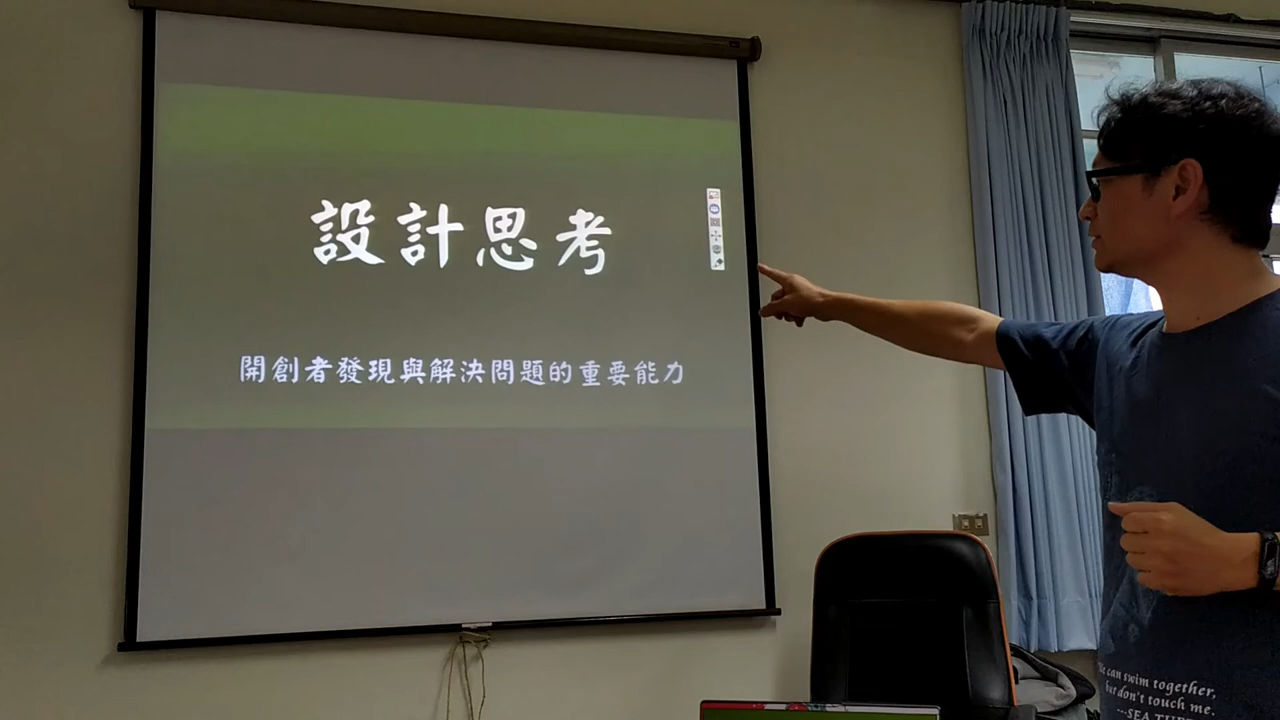 設計思考
開創者發現與解決問題的重要能力
can swim together,
but don't touch me.